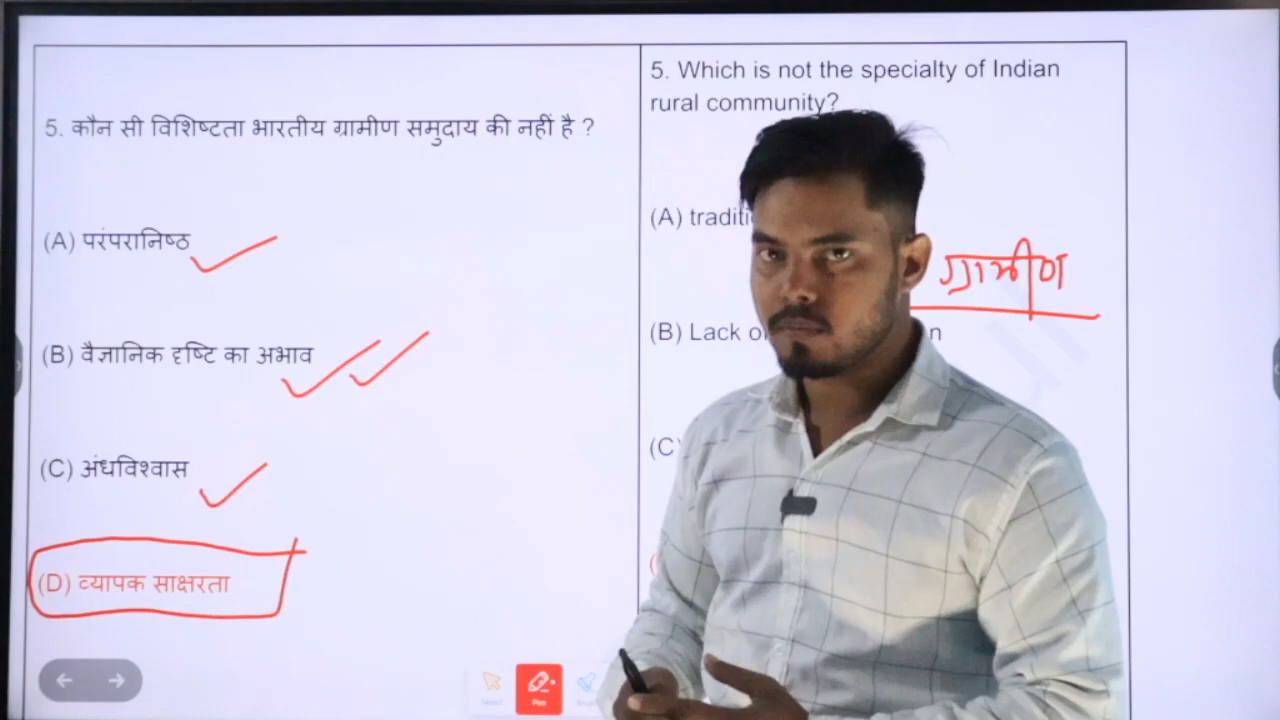 5. कौन सी विशिष्टता भारतीय ग्रामीण समुदाय की नहीं है ?
(A) परंपरानिष्ठ
(B) वैज्ञानिक दृष्टि का अभाव
(C) अंधविश्वास
(D) व्यापक साक्षरता
5. Which is not the specialty of Indian
rural community?
(A)
ग्रामीण
(B) Lack
(C)
Pen